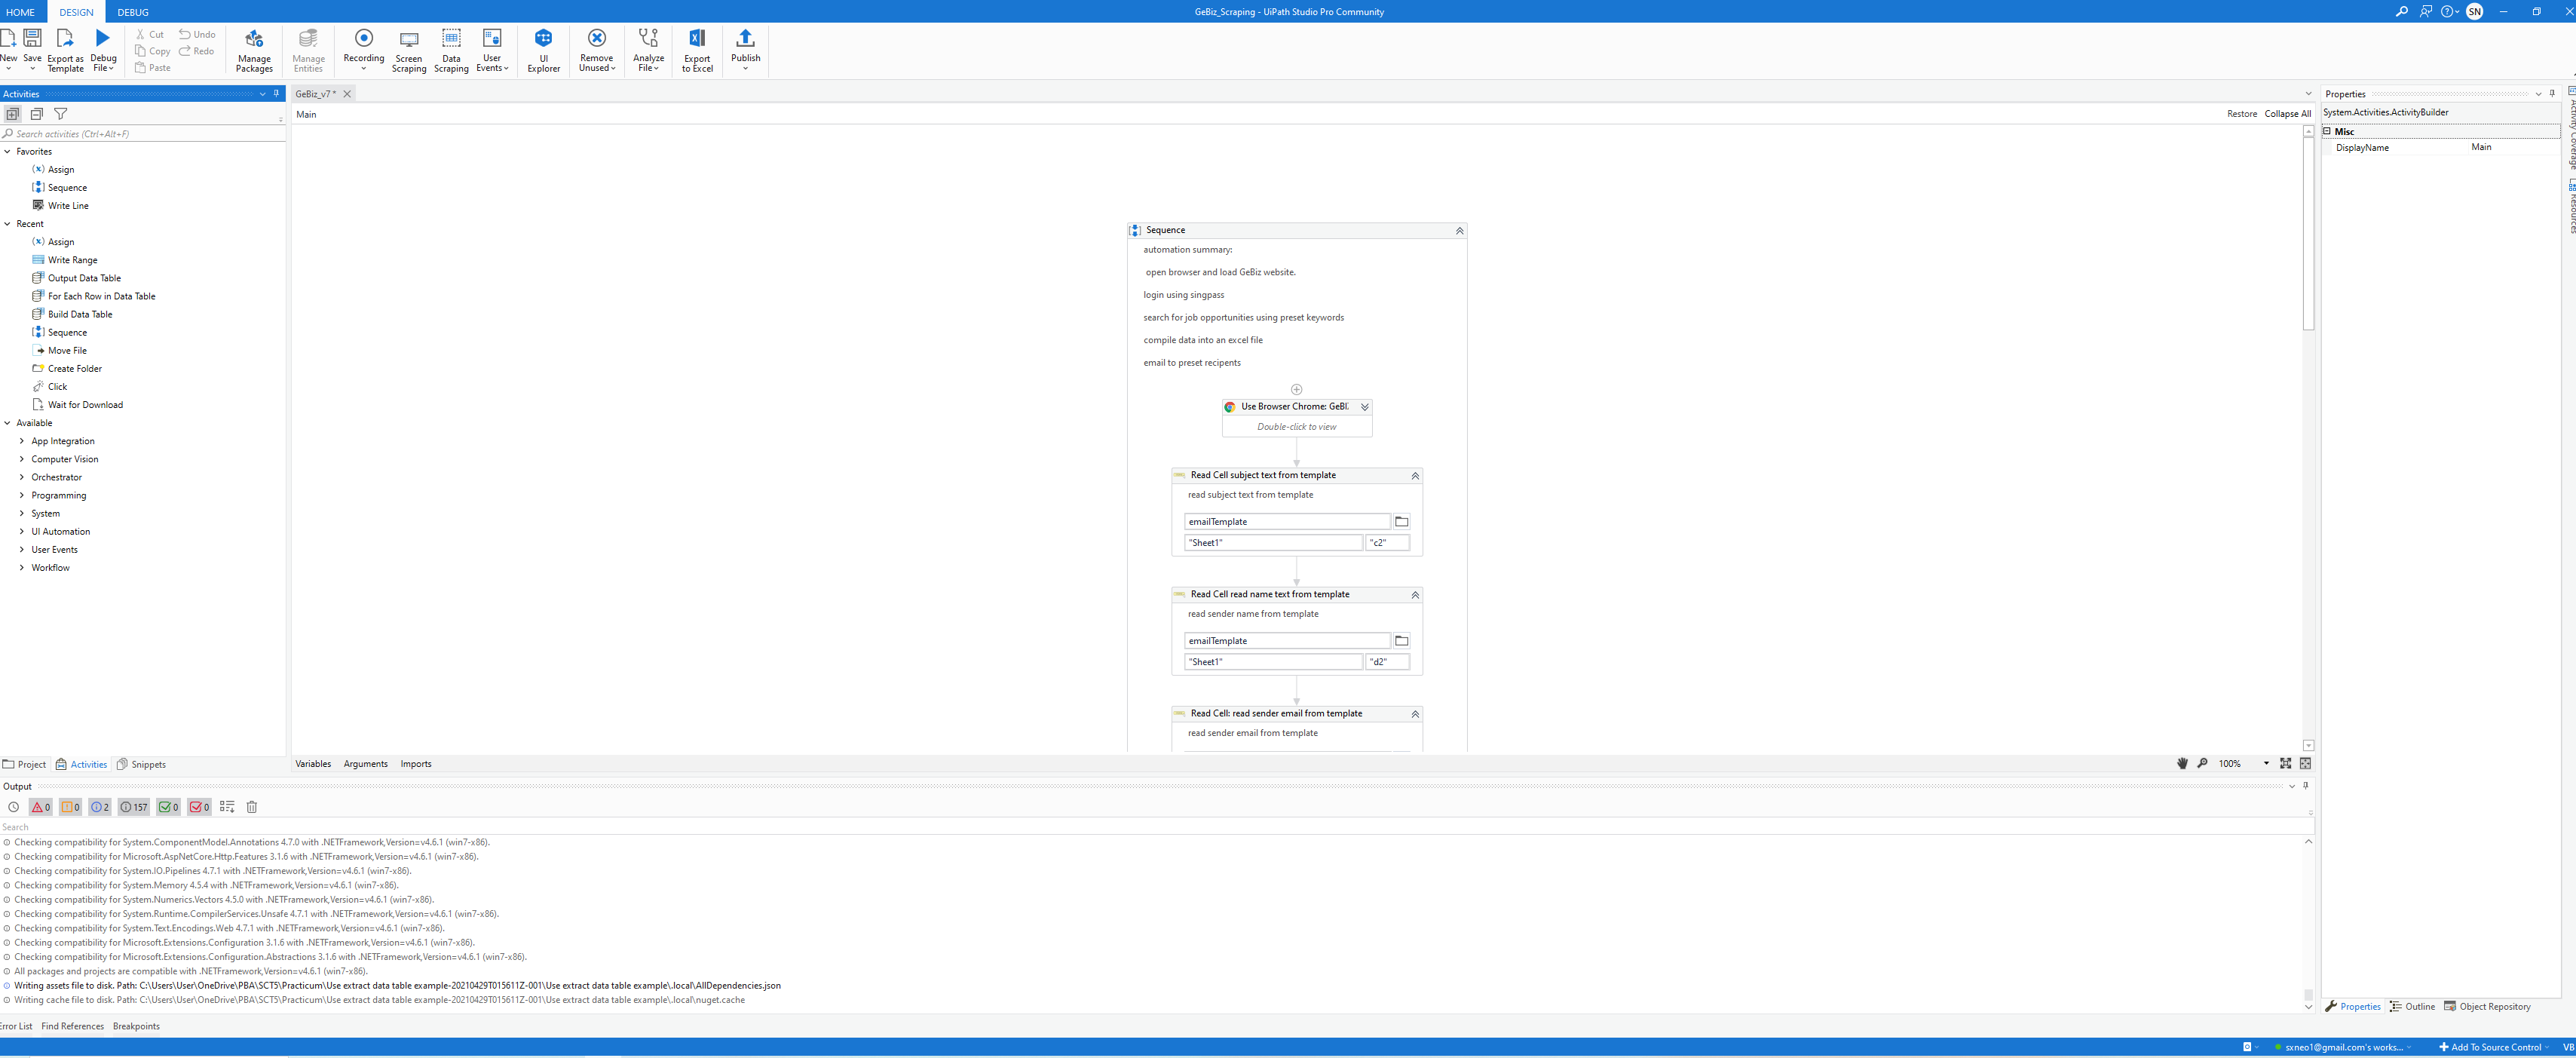 HOME DESIGN DEBUG
GeBiz_Scraping - UiPath Studio Pro Community
SN
New
Save
Export as Template
Debug File
Cut
Copy
Paste
Undo
Redo
Manage Packages
Manage Entities
Recording
Screen Scraping
Data Scraping
User Events
UI Explorer
Remove Unused
Analyze File
Export to Excel
Publish
Activities
Search activities (Ctrl+Alt+F)
Favorites
Assign
Sequence
Write Line
Recent
Assign
Write Range
Output Data Table
For Each Row in Data Table
Build Data Table
Sequence
Move File
Create Folder
Click
Wait for Download
Available
App Integration
Computer Vision
Orchestrator
Programming
System
UI Automation
User Events
Workflow
Project Activities Snippets
GeBiz_v7 *
Main
Restore Collapse All
Sequence
automation summary:
open browser and load GeBiz website.
login using singpass
search for job opportunities using preset keywords
compile data into an excel file
email to preset recipents
Use Browser Chrome: GeBI
Double-click to view
Read Cell subject text from template
read subject text from template
emailTemplate
"Sheet1" "c2"
Read Cell read name text from template
read sender name from template
emailTemplate
"Sheet1" "d2"
Read Cell: read sender email from template
read sender email from template
Variables Arguments Imports
100%
Properties
System.Activities.ActivityBuilder
Misc
DisplayName Main
Activity Coverage
Resources
Properties Outline Object Repository
Output
0 0 2 157 0 0
Search
Checking compatibility for System.ComponentModel.Annotations 4.7.0 with .NETFramework,Version=v4.6.1 (win7-x86).
Checking compatibility for Microsoft.AspNetCore.Http.Features 3.1.6 with .NETFramework,Version=v4.6.1 (win7-x86).
Checking compatibility for System.IO.Pipelines 4.7.1 with .NETFramework,Version=v4.6.1 (win7-x86).
Checking compatibility for System.Memory 4.5.4 with .NETFramework,Version=v4.6.1 (win7-x86).
Checking compatibility for System.Numerics.Vectors 4.5.0 with .NETFramework,Version=v4.6.1 (win7-x86).
Checking compatibility for System.Runtime.CompilerServices.Unsafe 4.7.1 with .NETFramework,Version=v4.6.1 (win7-x86).
Checking compatibility for System.Text.Encodings.Web 4.7.1 with .NETFramework,Version=v4.6.1 (win7-x86).
Checking compatibility for Microsoft.Extensions.Configuration 3.1.6 with .NETFramework,Version=v4.6.1 (win7-x86).
Checking compatibility for Microsoft.Extensions.Configuration.Abstractions 3.1.6 with .NETFramework,Version=v4.6.1 (win7-x86).
All packages and projects are compatible with .NETFramework,Version=v4.6.1 (win7-x86).
Writing assets file to disk. Path: C:\Users\User\OneDrive\PBA\SCT5\Practicum\Use extract data table example-20210429T015611Z-001\Use extract data table example\.local\AllDependencies.json
Writing cache file to disk. Path: C:\Users\User\OneDrive\PBA\SCT5\Practicum\Use extract data table example-20210429T015611Z-001\Use extract data table example\.local\nuget.cache
rror List Find References Breakpoints
sxneo1@gmail.com's works... Add To Source Control VB